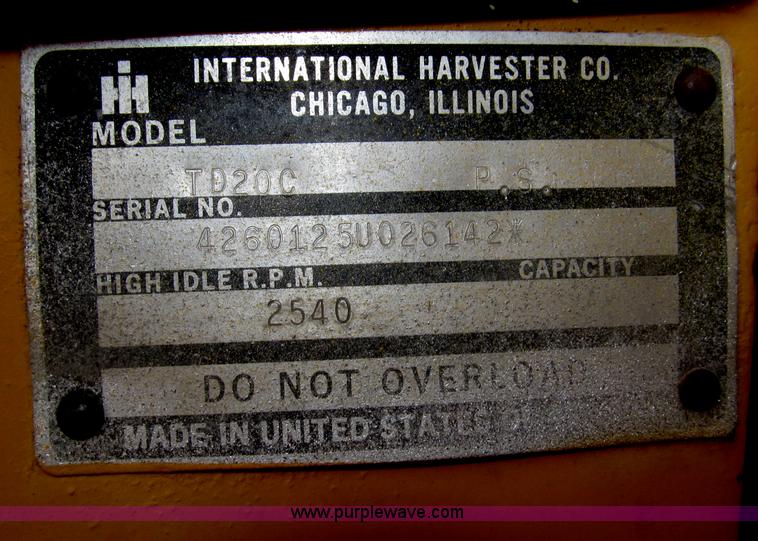 IH INTERNATIONAL HARVESTER CO.
CHICAGO, ILLINOIS
MODEL
TD20C P.S.
SERIAL NO.
4260125U026142*
HIGH IDLE R.P.M. CAPACITY
2540
DO NOT OVERLOAD
MADE IN UNITED STATES
www.purplewave.com